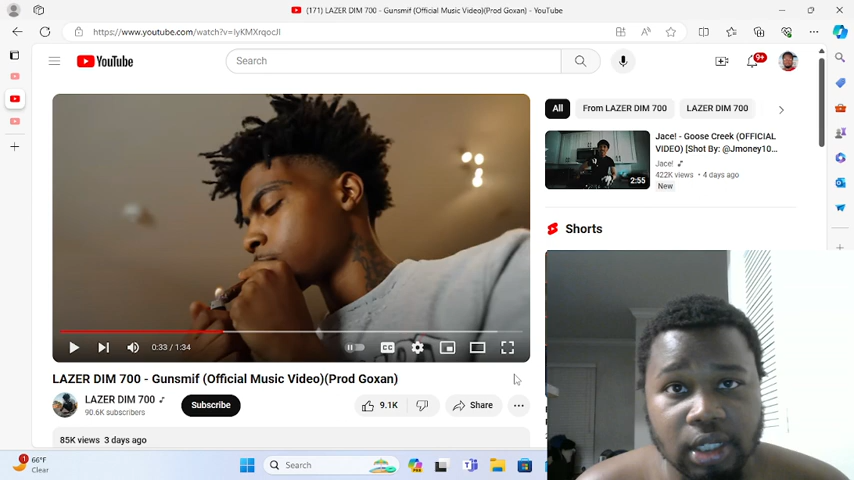 (171) LAZER DIM 700 - Gunsmif (Official Music Video)(Prod Goxan) - YouTube
https://www.youtube.com/watch?v=IyKMXrqocJI
YouTube
Search
9+
All
From LAZER DIM 700
LAZER DIM 700
Jace! - Goose Creek (OFFICIAL
VIDEO) [Shot By: @Jmoney10...
Jace!
422K views • 4 days ago
New
2:55
Shorts
0:33 / 1:34
CC
LAZER DIM 700 - Gunsmif (Official Music Video)(Prod Goxan)
LAZER DIM 700
90.6K subscribers
Subscribe
9.1K
Share
85K views 3 days ago
1
66°F
Clear
Search